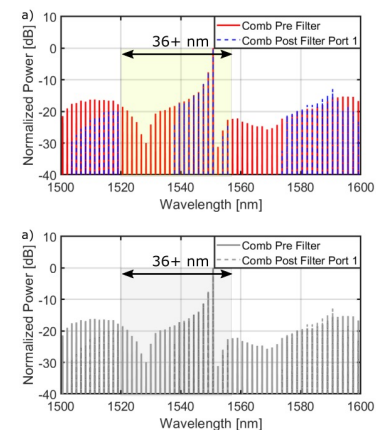 a)
10
0
-10
-20
-30
-40
Normalized Power [dB]
36+ nm
Comb Pre Filter
Comb Post Filter Port 1
1500 1520 1540 1560 1580 1600
Wavelength [nm]
a)
10
0
-10
-20
-30
-40
Normalized Power [dB]
36+ nm
Comb Pre Filter
Comb Post Filter Port 1
1500 1520 1540 1560 1580 1600
Wavelength [nm]